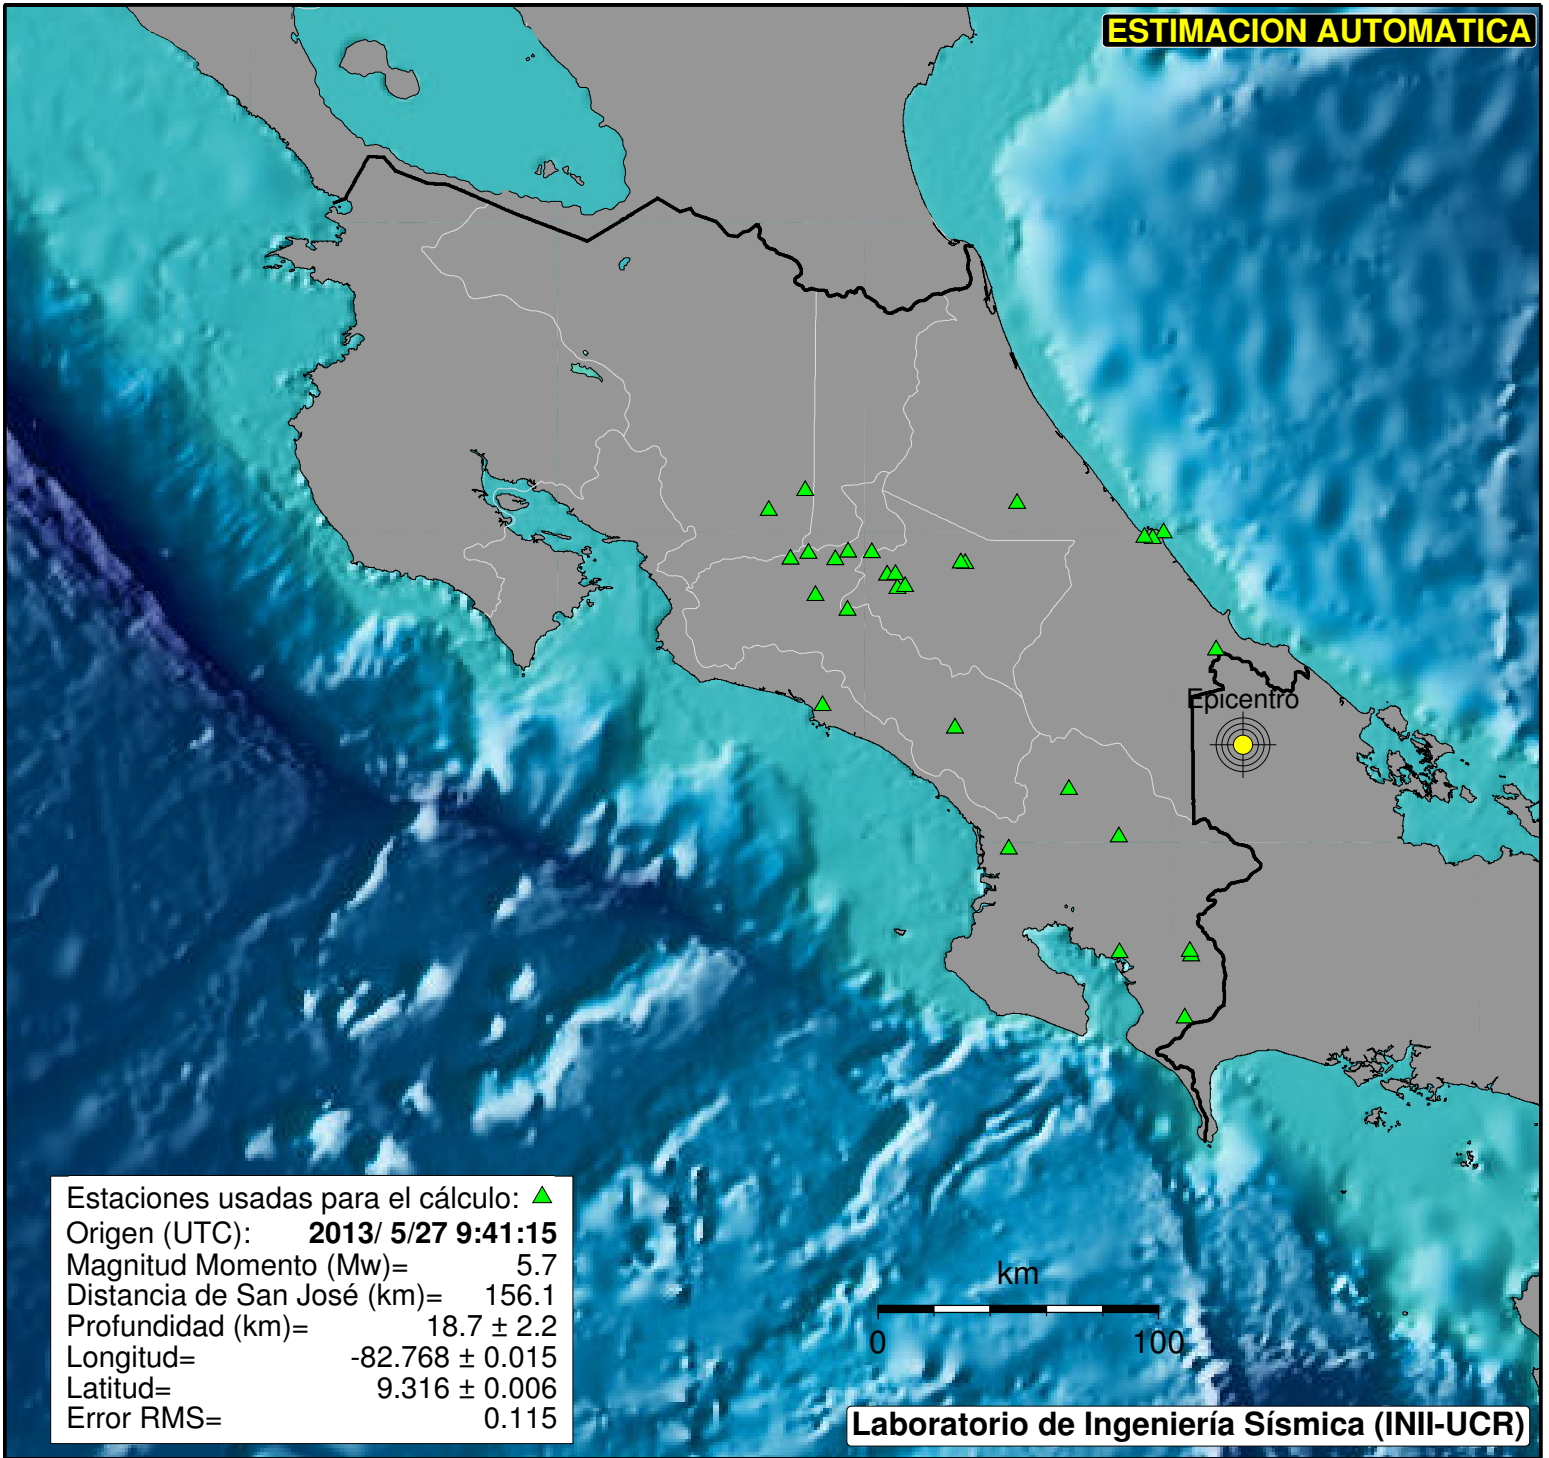 ESTIMACION AUTOMATICA
Epicentro
Estaciones usadas para el cálculo:
Origen (UTC): 2013/ 5/27 9:41:15
Magnitud Momento (Mw)= 5.7
Distancia de San José (km)= 156.1
Profundidad (km)= 18.7 ± 2.2
Longitud= -82.768 ± 0.015
Latitud= 9.316 ± 0.006
Error RMS= 0.115
km
0 100
Laboratorio de Ingeniería Sísmica (INII-UCR)